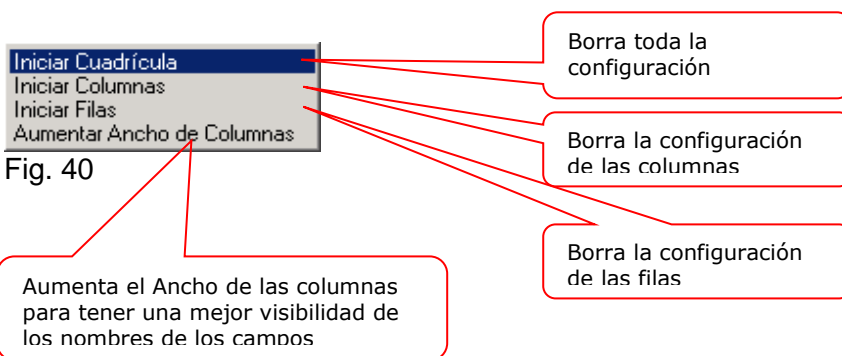 Iniciar Cuadrícula
Iniciar Columnas
Iniciar Filas
Aumentar Ancho de Columnas
Fig. 40
Borra toda la
configuración
Borra la configuración
de las columnas
Borra la configuración
de las filas
Aumenta el Ancho de las columnas
para tener una mejor visibilidad de
los nombres de los campos